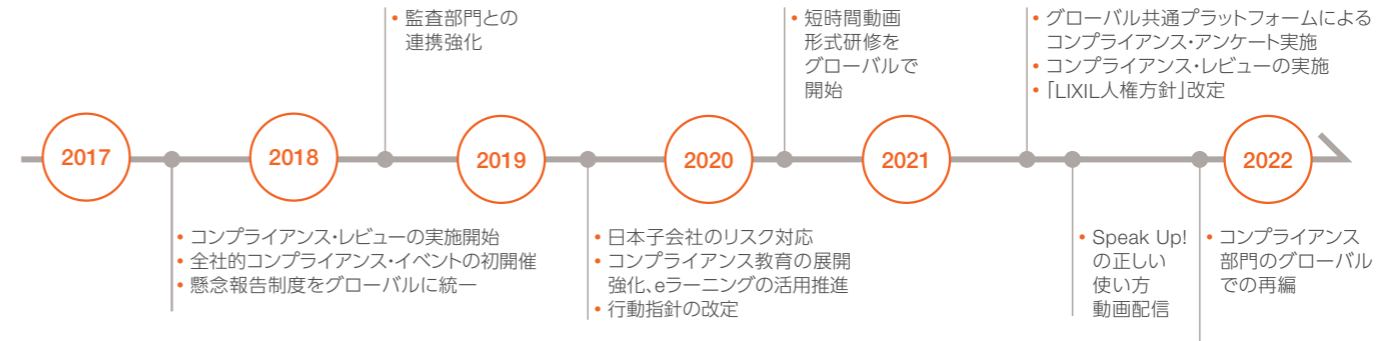 • 監査部門との
連携強化
• 短時間動画
形式研修を
グローバルで
開始
• グローバル共通プラットフォームによる
コンプライアンス・アンケート実施
• コンプライアンス・レビューの実施
• 「LIXIL人権方針」改定
2017
2018
2019
2020
2021
2022
• コンプライアンス・レビューの実施開始
• 全社的コンプライアンス・イベントの初開催
• 懸念報告制度をグローバルに統一
• 日本子会社のリスク対応
• コンプライアンス教育の展開
強化、eラーニングの活用推進
• 行動指針の改定
• Speak Up!
の正しい
使い方
動画配信
• コンプライアンス
部門のグローバル
での再編